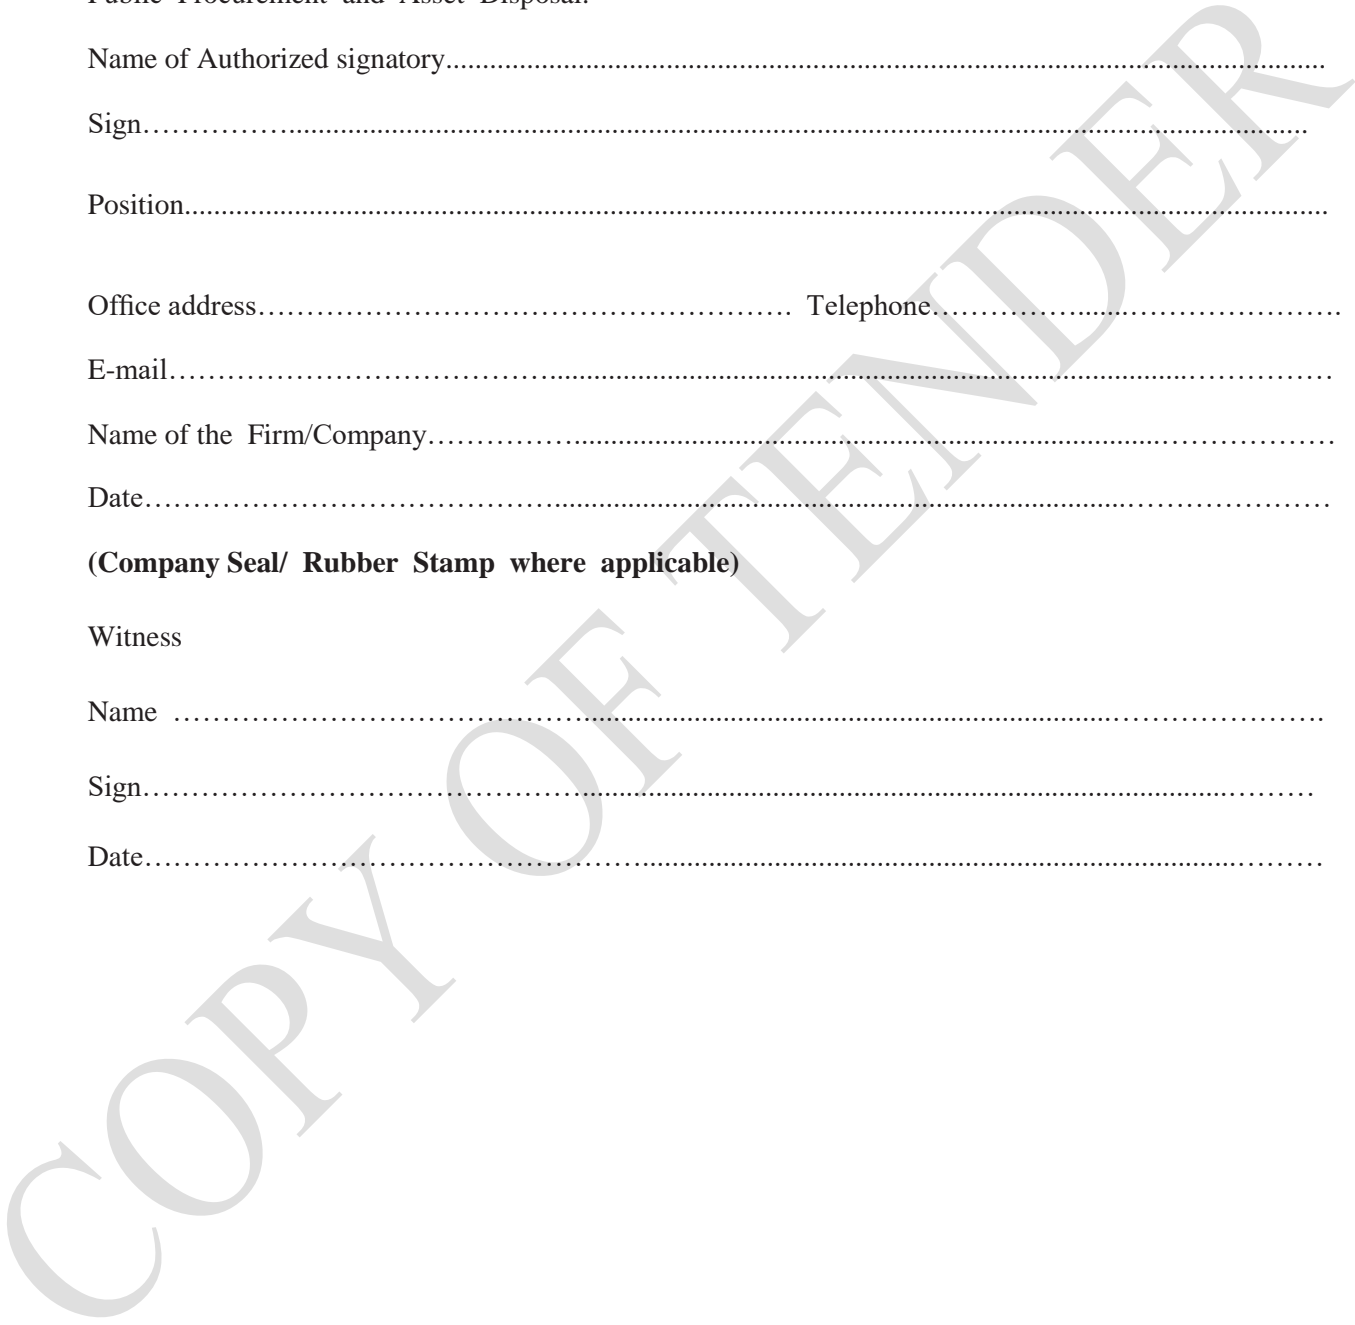 Public Procurement and Asset Disposal.
Name of Authorized signatory..........................................................................................................................
Sign……………..............................................................................................................................................
Position............................................................................................................................................................
Office address………………………………………………. Telephone……………........………………….
E-mail…………………………………......................................................................................……………
Name of the Firm/Company……………................................................................................………………
Date……………………………………...............................................................................…………………
(Company Seal/ Rubber Stamp where applicable)
Witness
Name ……………………………………........................................................................………………….
Sign………………………………………........................................................................................………
Date…………………………………………….................................................................................………
COPY OF TENDER